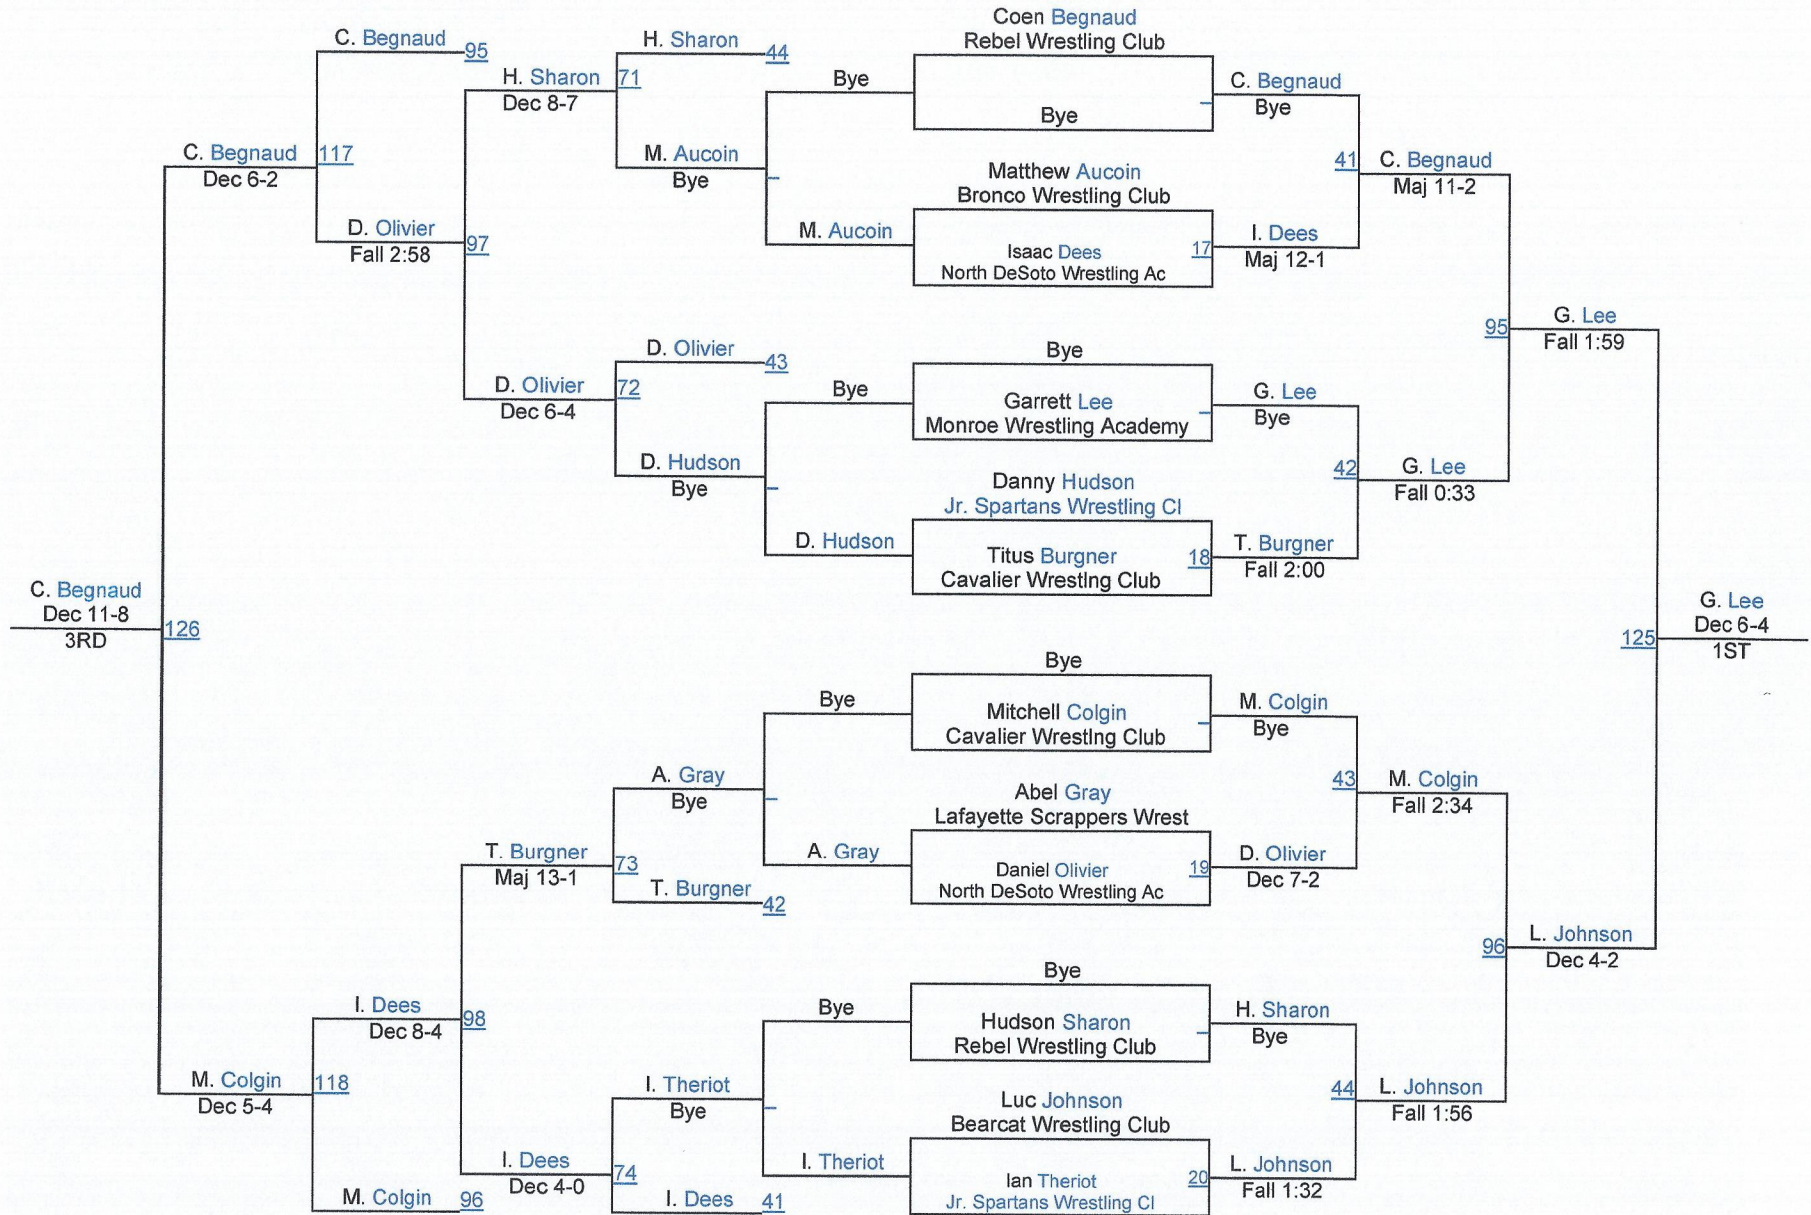 Coen Begnaud
Rebel Wrestling Club
Bye
Matthew Aucoin
Bronco Wrestling Club
Isaac Dees
North DeSoto Wrestling Ac
17
Bye
Garrett Lee
Monroe Wrestling Academy
Danny Hudson
Jr. Spartans Wrestling Cl
Titus Burgner
Cavalier Wrestlng Club
18
Bye
Mitchell Colgin
Cavalier Wrestlng Club
Abel Gray
Lafayette Scrappers Wrest
Daniel Olivier
North DeSoto Wrestling Ac
19
Bye
Hudson Sharon
Rebel Wrestling Club
Luc Johnson
Bearcat Wrestling Club
Ian Theriot
Jr. Spartans Wrestling Cl
20
C. Begnaud
Bye
I. Dees
Maj 12-1
G. Lee
Bye
T. Burgner
Fall 2:00
M. Colgin
Bye
D. Olivier
Dec 7-2
H. Sharon
Bye
L. Johnson
Fall 1:32
41
C. Begnaud
Maj 11-2
42
G. Lee
Fall 0:33
43
M. Colgin
Fall 2:34
44
L. Johnson
Fall 1:56
95
G. Lee
Fall 1:59
96
L. Johnson
Dec 4-2
125
G. Lee
Dec 6-4
1ST
Bye
M. Aucoin
Bye
D. Hudson
Bye
A. Gray
Bye
I. Theriot
H. Sharon
44
M. Aucoin
Bye
D. Olivier
43
D. Hudson
Bye
A. Gray
Bye
T. Burgner
42
I. Theriot
Bye
I. Dees
41
H. Sharon
71
Dec 8-7
D. Olivier
72
Dec 6-4
T. Burgner
73
Maj 13-1
I. Dees
74
Dec 4-0
C. Begnaud
95
D. Olivier
97
Fall 2:58
I. Dees
98
Dec 8-4
M. Colgin
96
C. Begnaud
117
Dec 6-2
M. Colgin
118
Dec 5-4
C. Begnaud
Dec 11-8
126
3RD